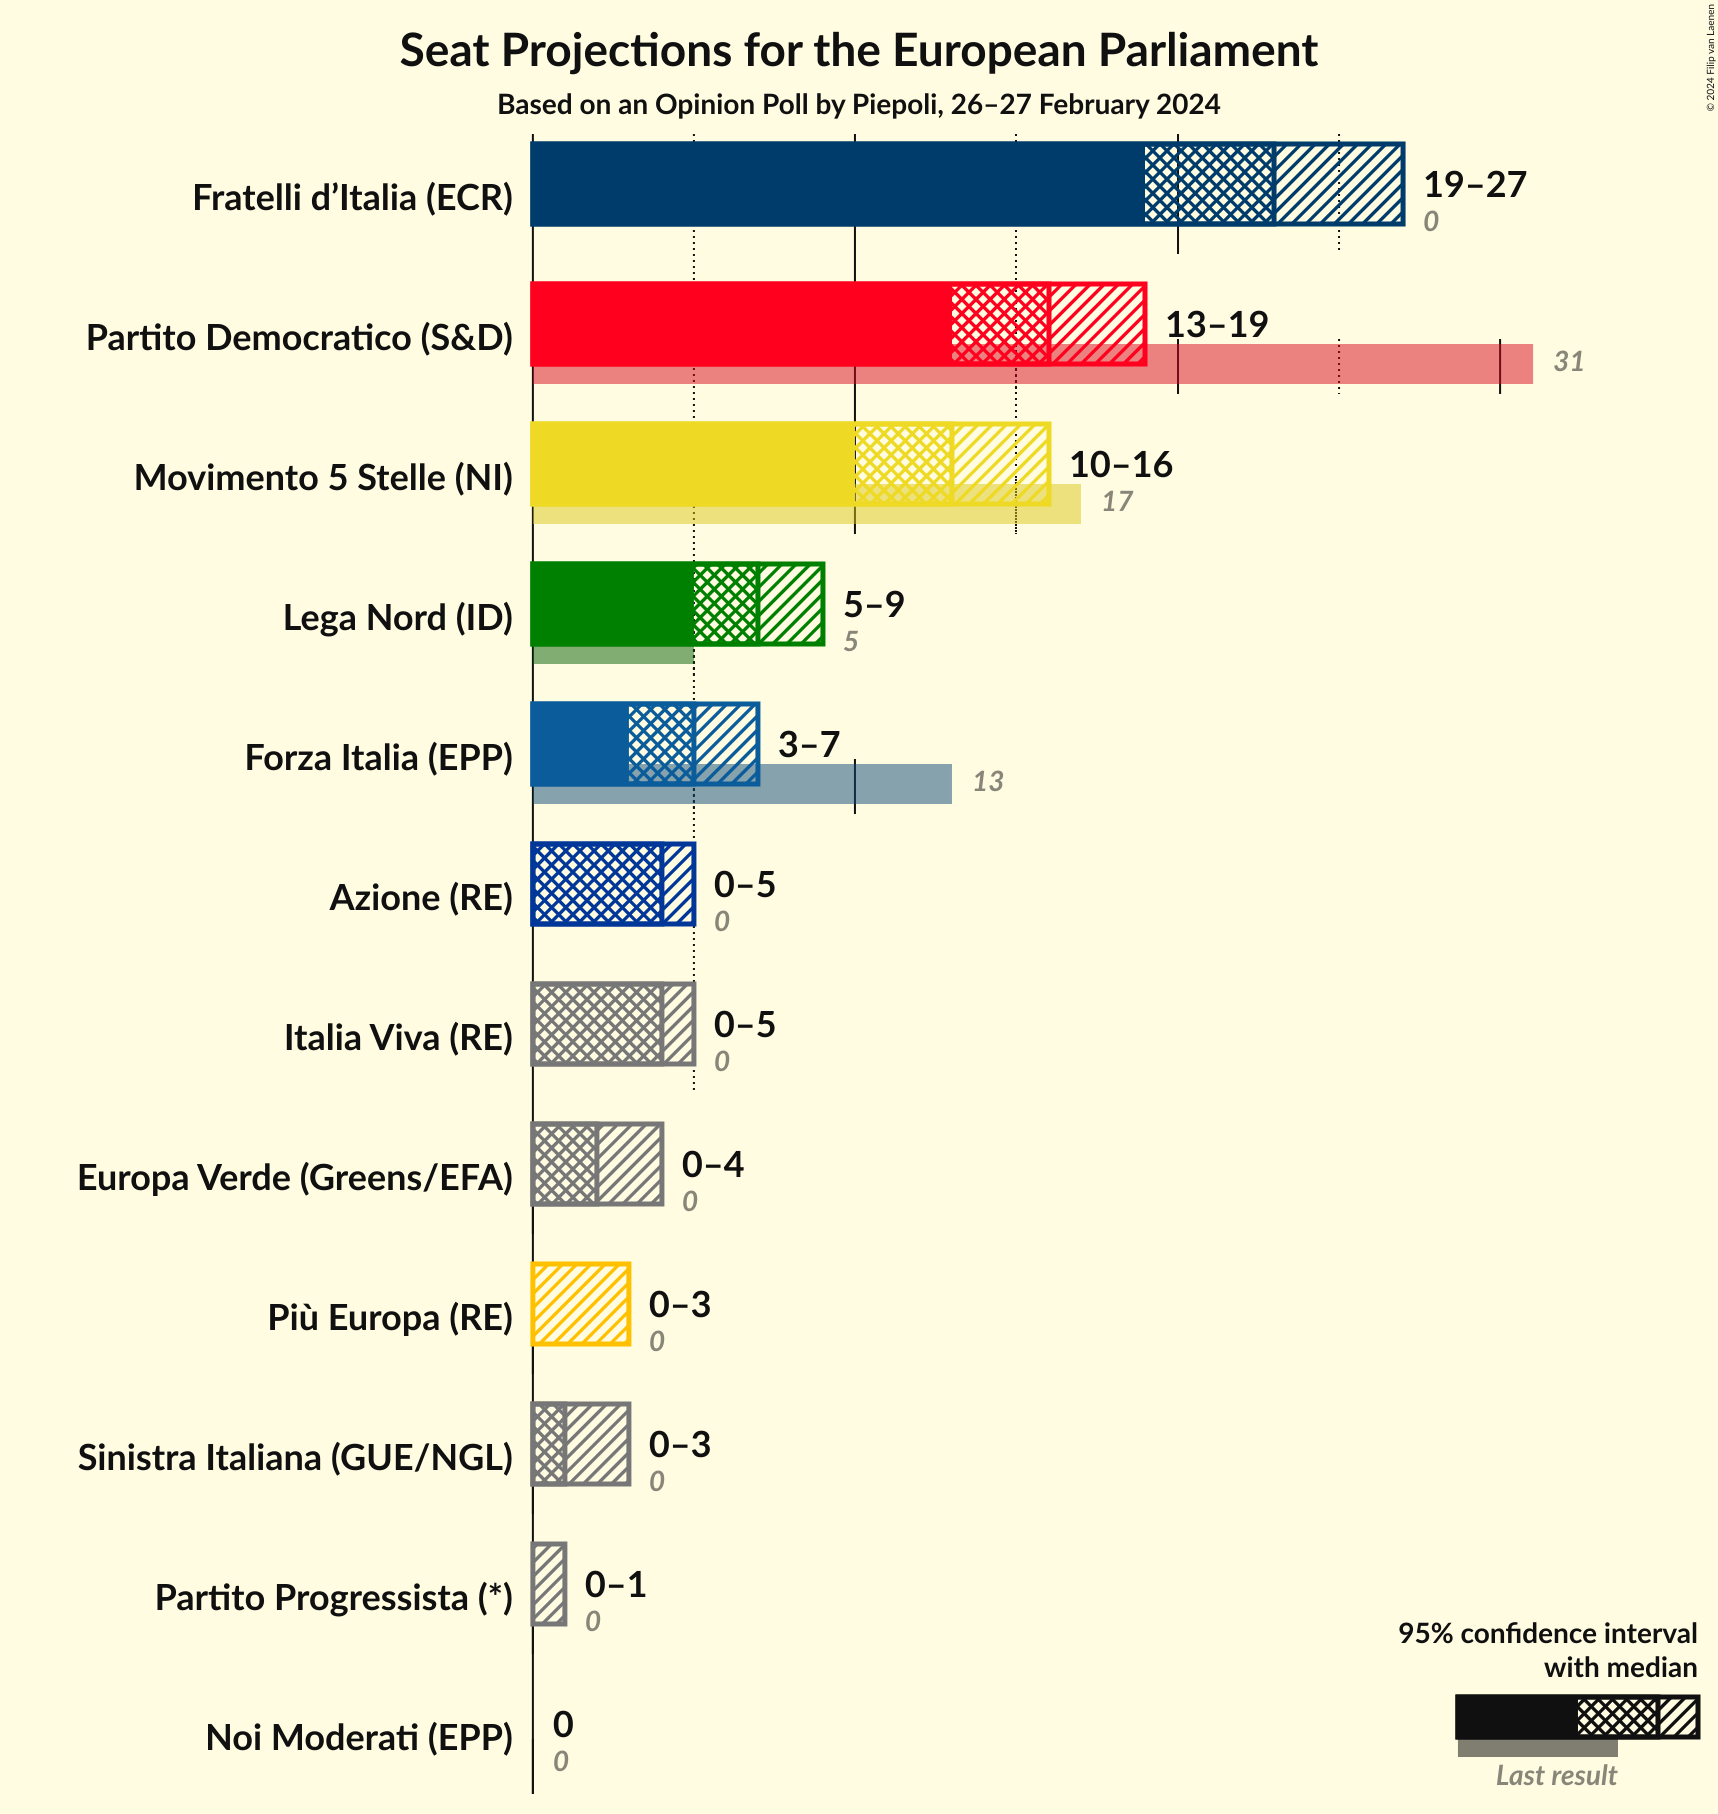 Seat Projections for the European Parliament
Based on an Opinion Poll by Piepoli, 26–27 February 2024
© 2024 Filip van Laenen
Fratelli d’Italia (ECR)
19–27
0
Partito Democratico (S&D)
13–19
31
Movimento 5 Stelle (NI)
10–16
17
Lega Nord (ID)
5–9
5
Forza Italia (EPP)
3–7
13
Azione (RE)
0–5
0
Italia Viva (RE)
0–5
0
Europa Verde (Greens/EFA)
0–4
0
Più Europa (RE)
0–3
0
Sinistra Italiana (GUE/NGL)
0–3
0
Partito Progressista (*)
0–1
0
Noi Moderati (EPP)
0
0
95% confidence interval
with median
Last result